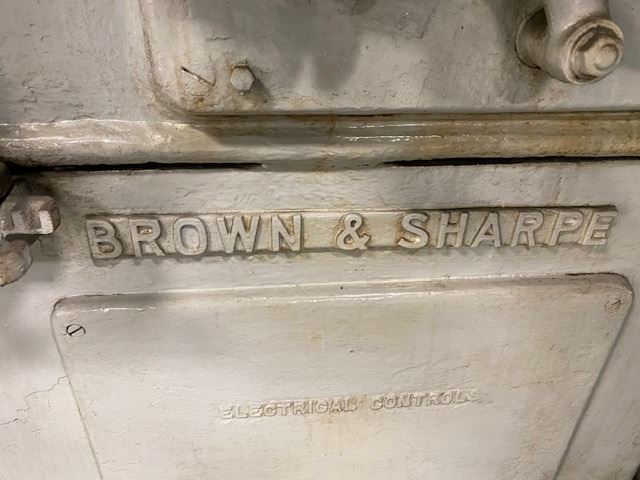 BROWN & SHARPE
ELECTRICAL CONTROLS